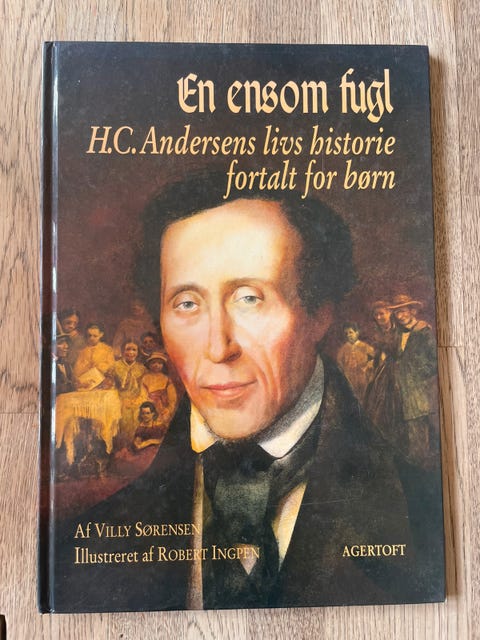 En ensom fugl
H.C. Andersens livs historie
fortalt for børn
Af VILLY SØRENSEN
Illustreret af ROBERT INGPEN
AGERTOFT